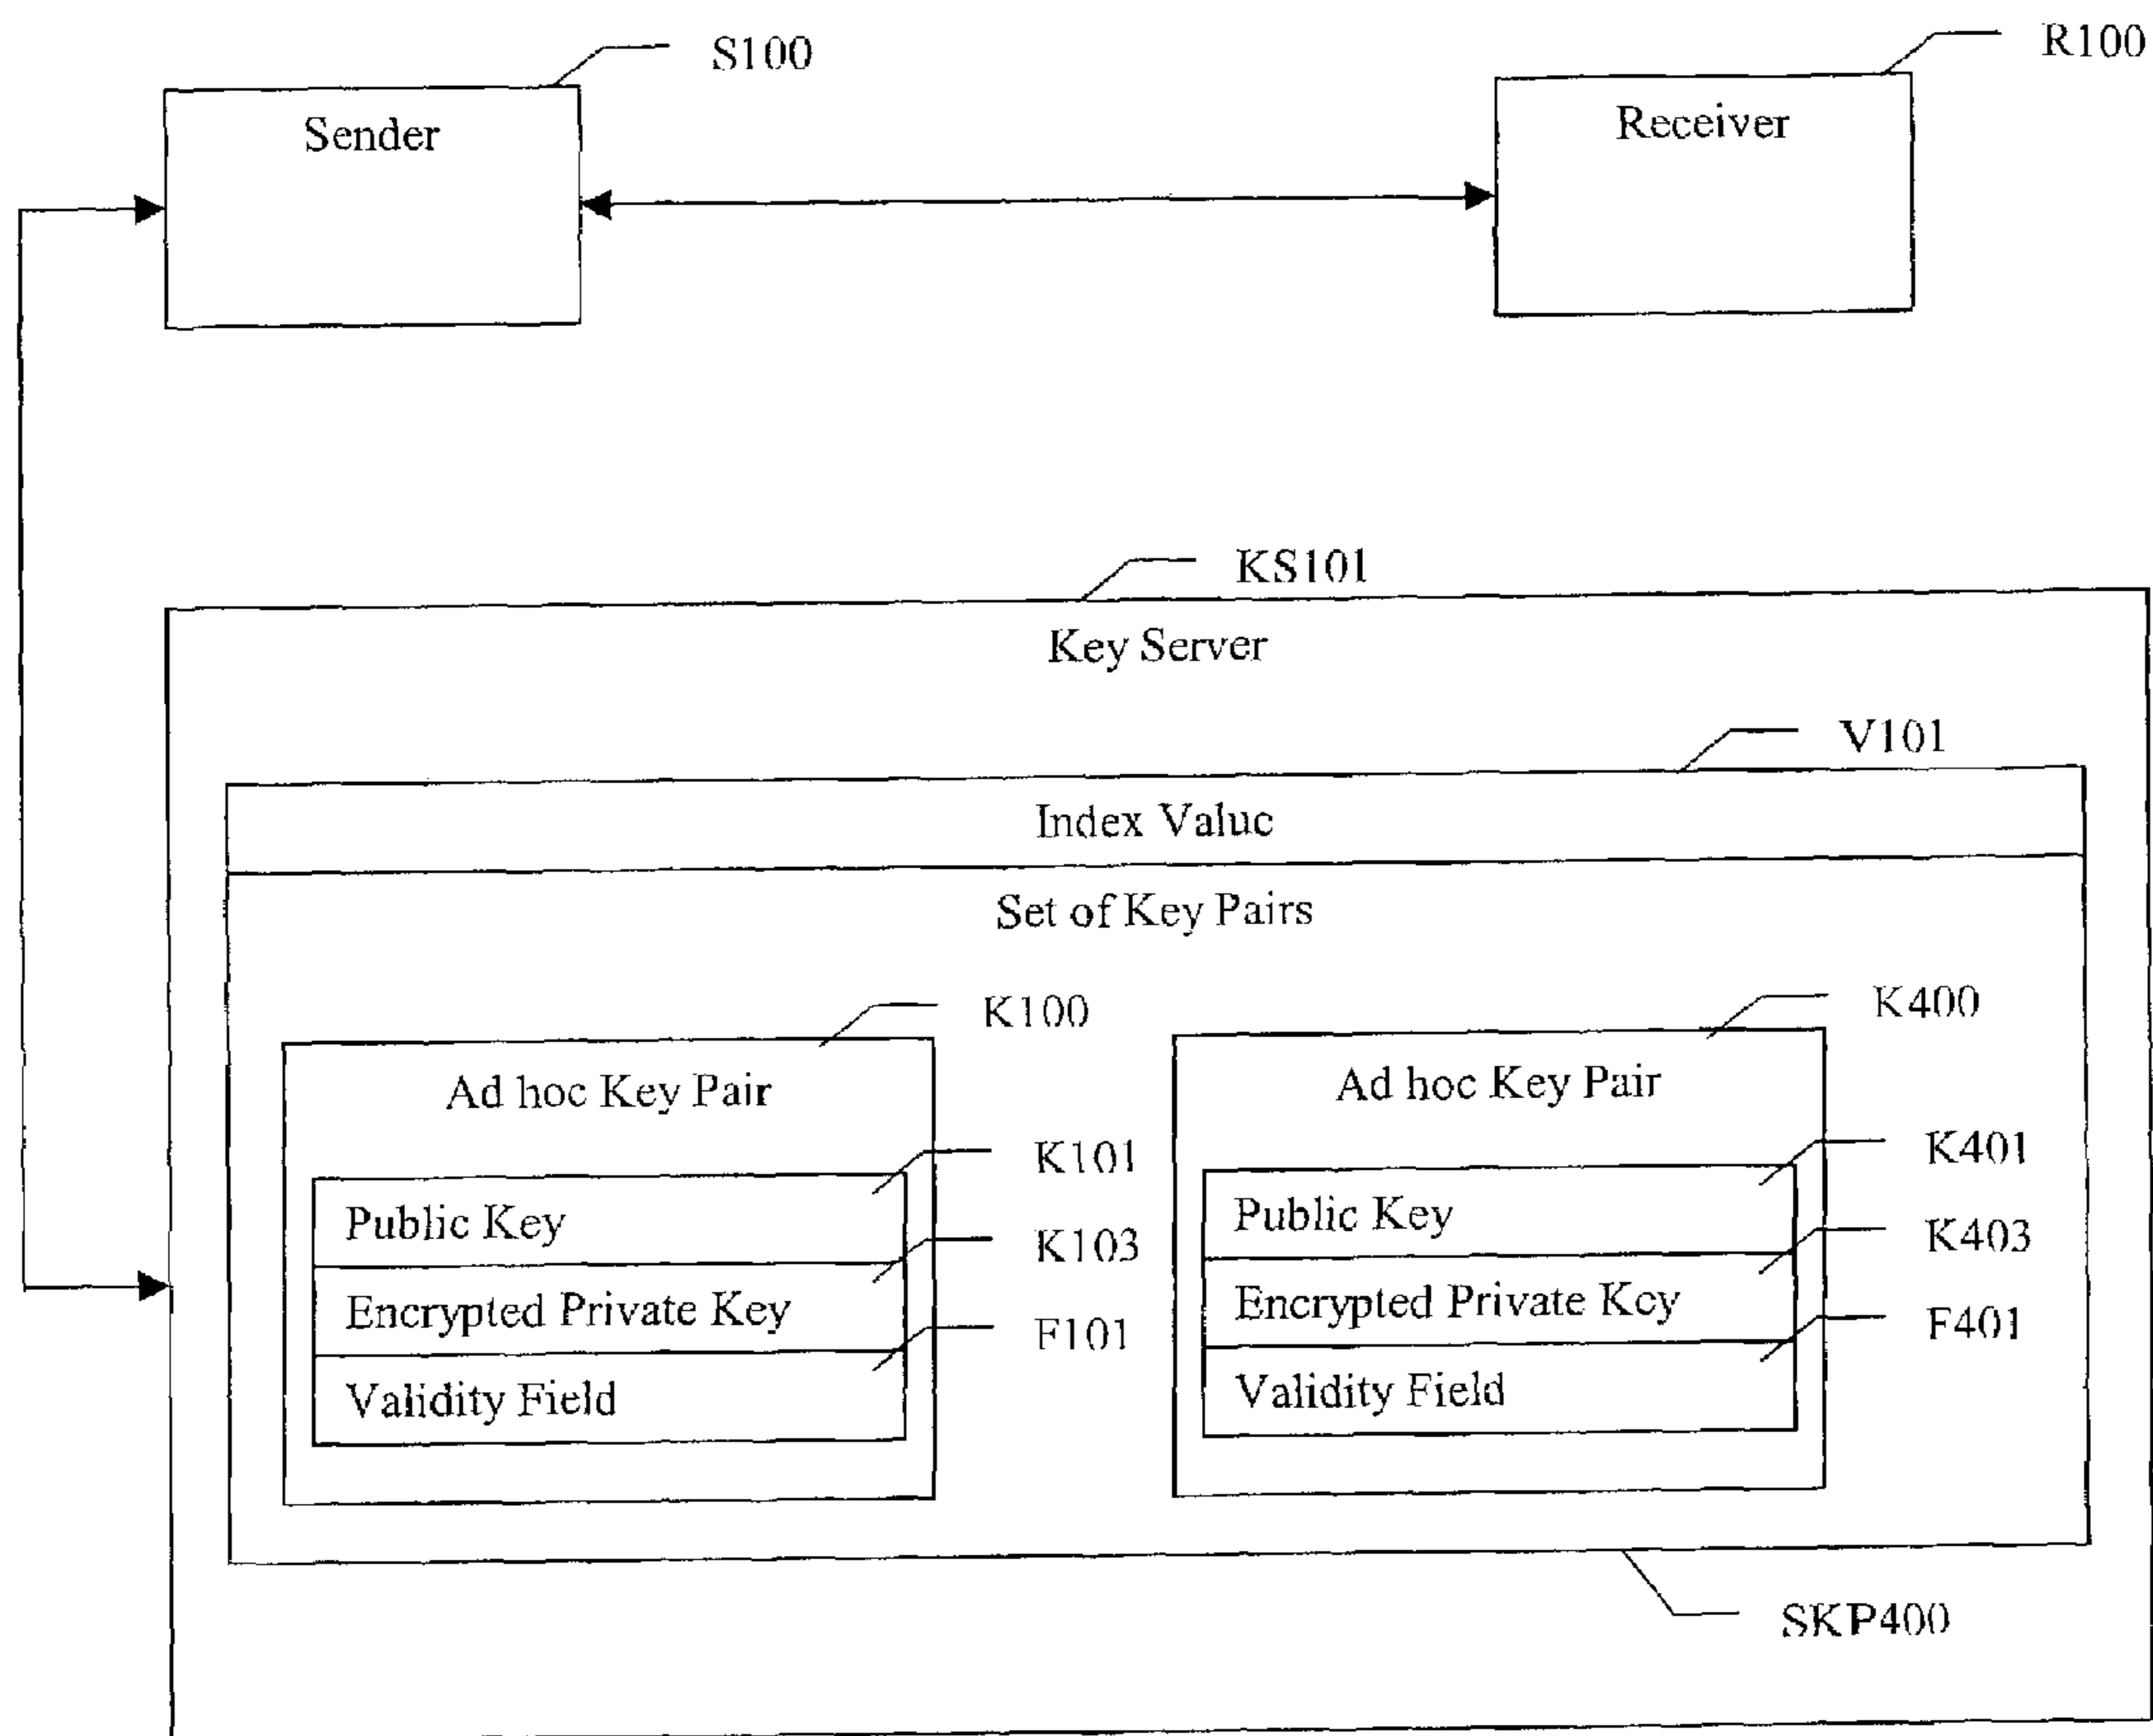 S100
R100
Sender
Receiver
KS101
Key Server
V101
Index Value
Set of Key Pairs
K100
K400
Ad hoc Key Pair
Ad hoc Key Pair
K101
K401
Public Key
Public Key
K103
K403
Encrypted Private Key
Encrypted Private Key
F101
F401
Validity Field
Validity Field
SKP400